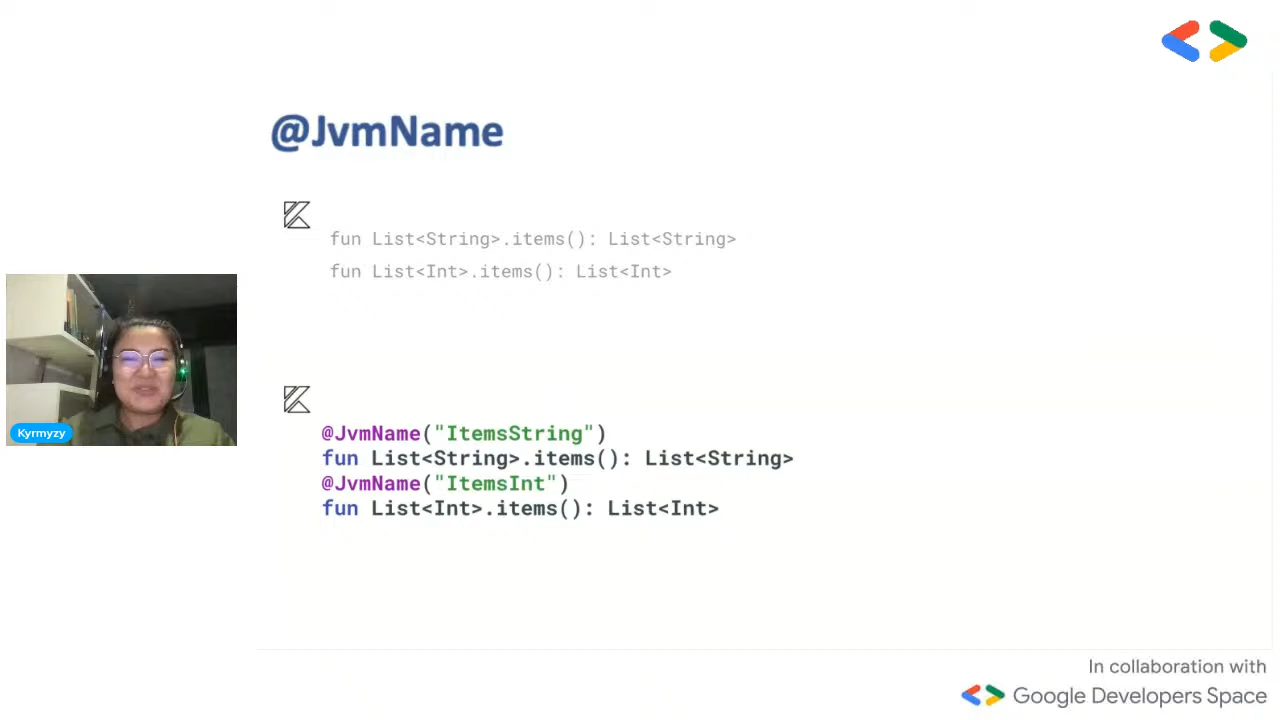 @JvmName
fun List<String>.items(): List<String>
fun List<Int>.items(): List<Int>
Kyrmyzy
@JvmName("ItemsString")
fun List<String>.items(): List<String>
@JvmName("ItemsInt")
fun List<Int>.items(): List<Int>
In collaboration with
Google Developers Space